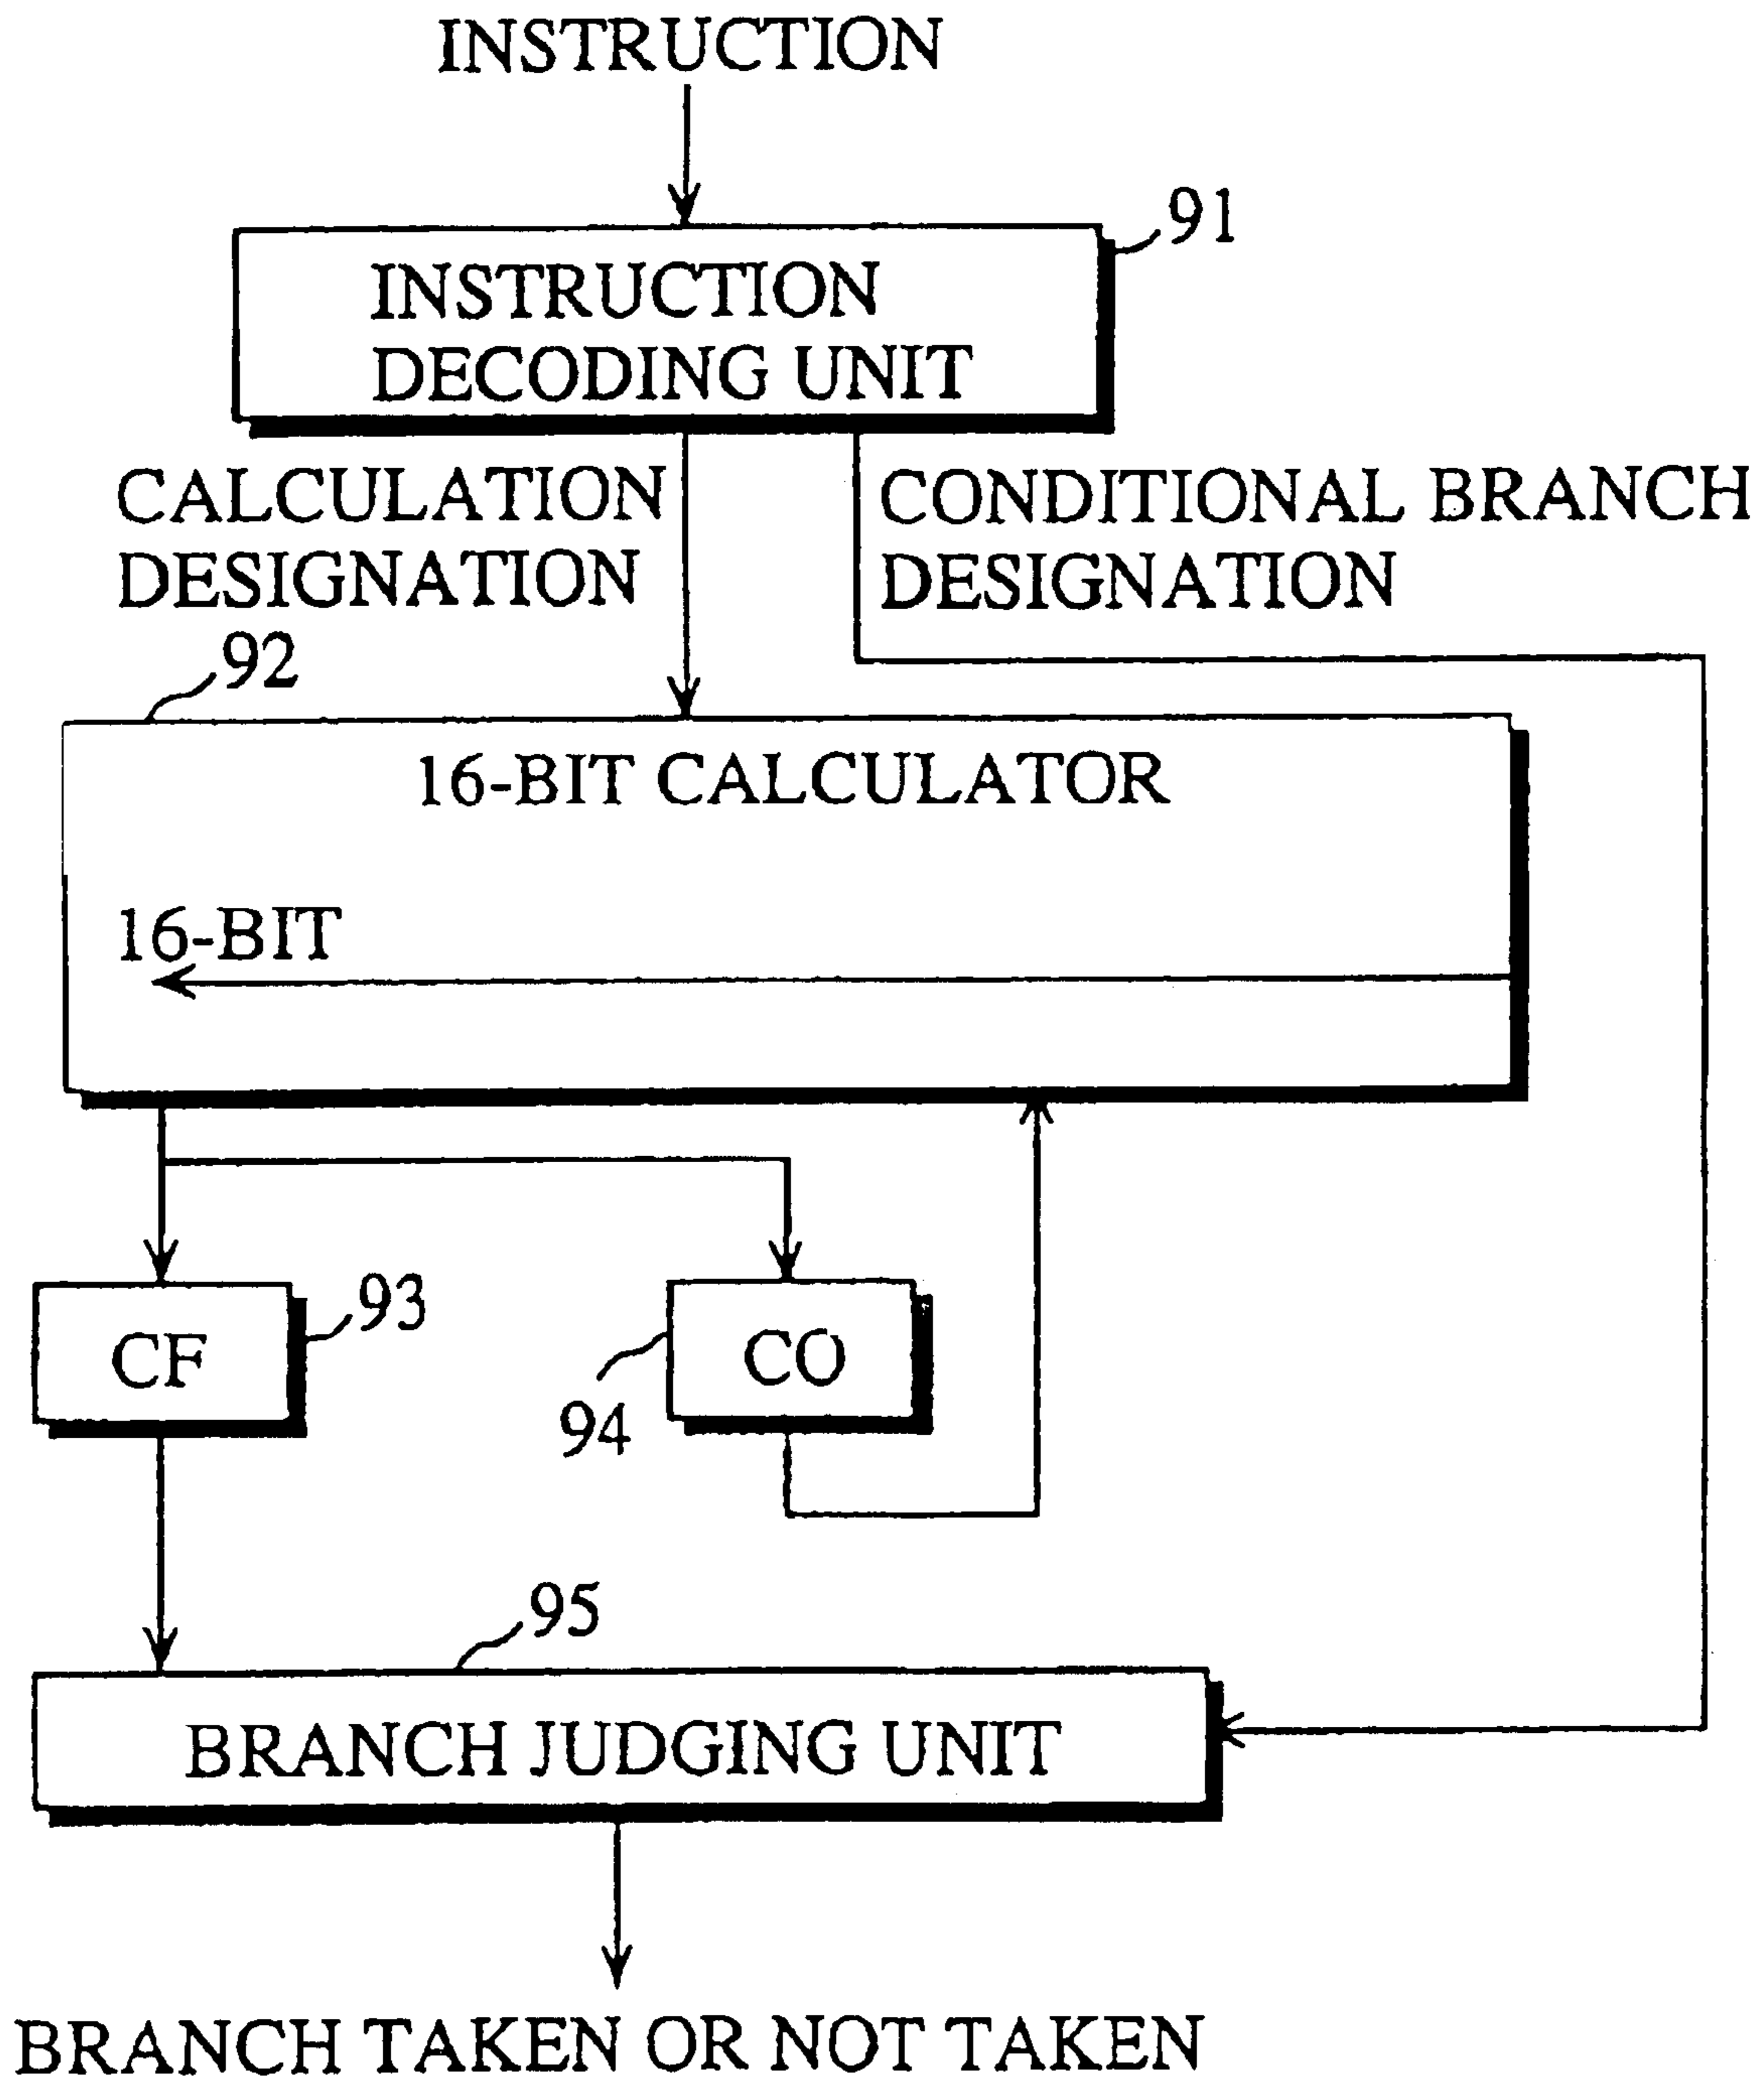 INSTRUCTION
91
INSTRUCTION
DECODING UNIT
CALCULATION
DESIGNATION
CONDITIONAL BRANCH
DESIGNATION
92
16-BIT CALCULATOR
16-BIT
CF
93
CO
94
95
BRANCH JUDGING UNIT
BRANCH TAKEN OR NOT TAKEN